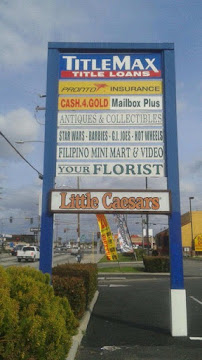 TITLEMAX
TITLE LOANS
PRONTO INSURANCE
CASH.4.GOLD Mailbox Plus
ANTIQUES & COLLECTIBLES
STAR WARS - BARBIES - G.I. JOES - HOT WHEELS
FILIPINO MINI MART & VIDEO
YOUR FLORIST
Little Caesars